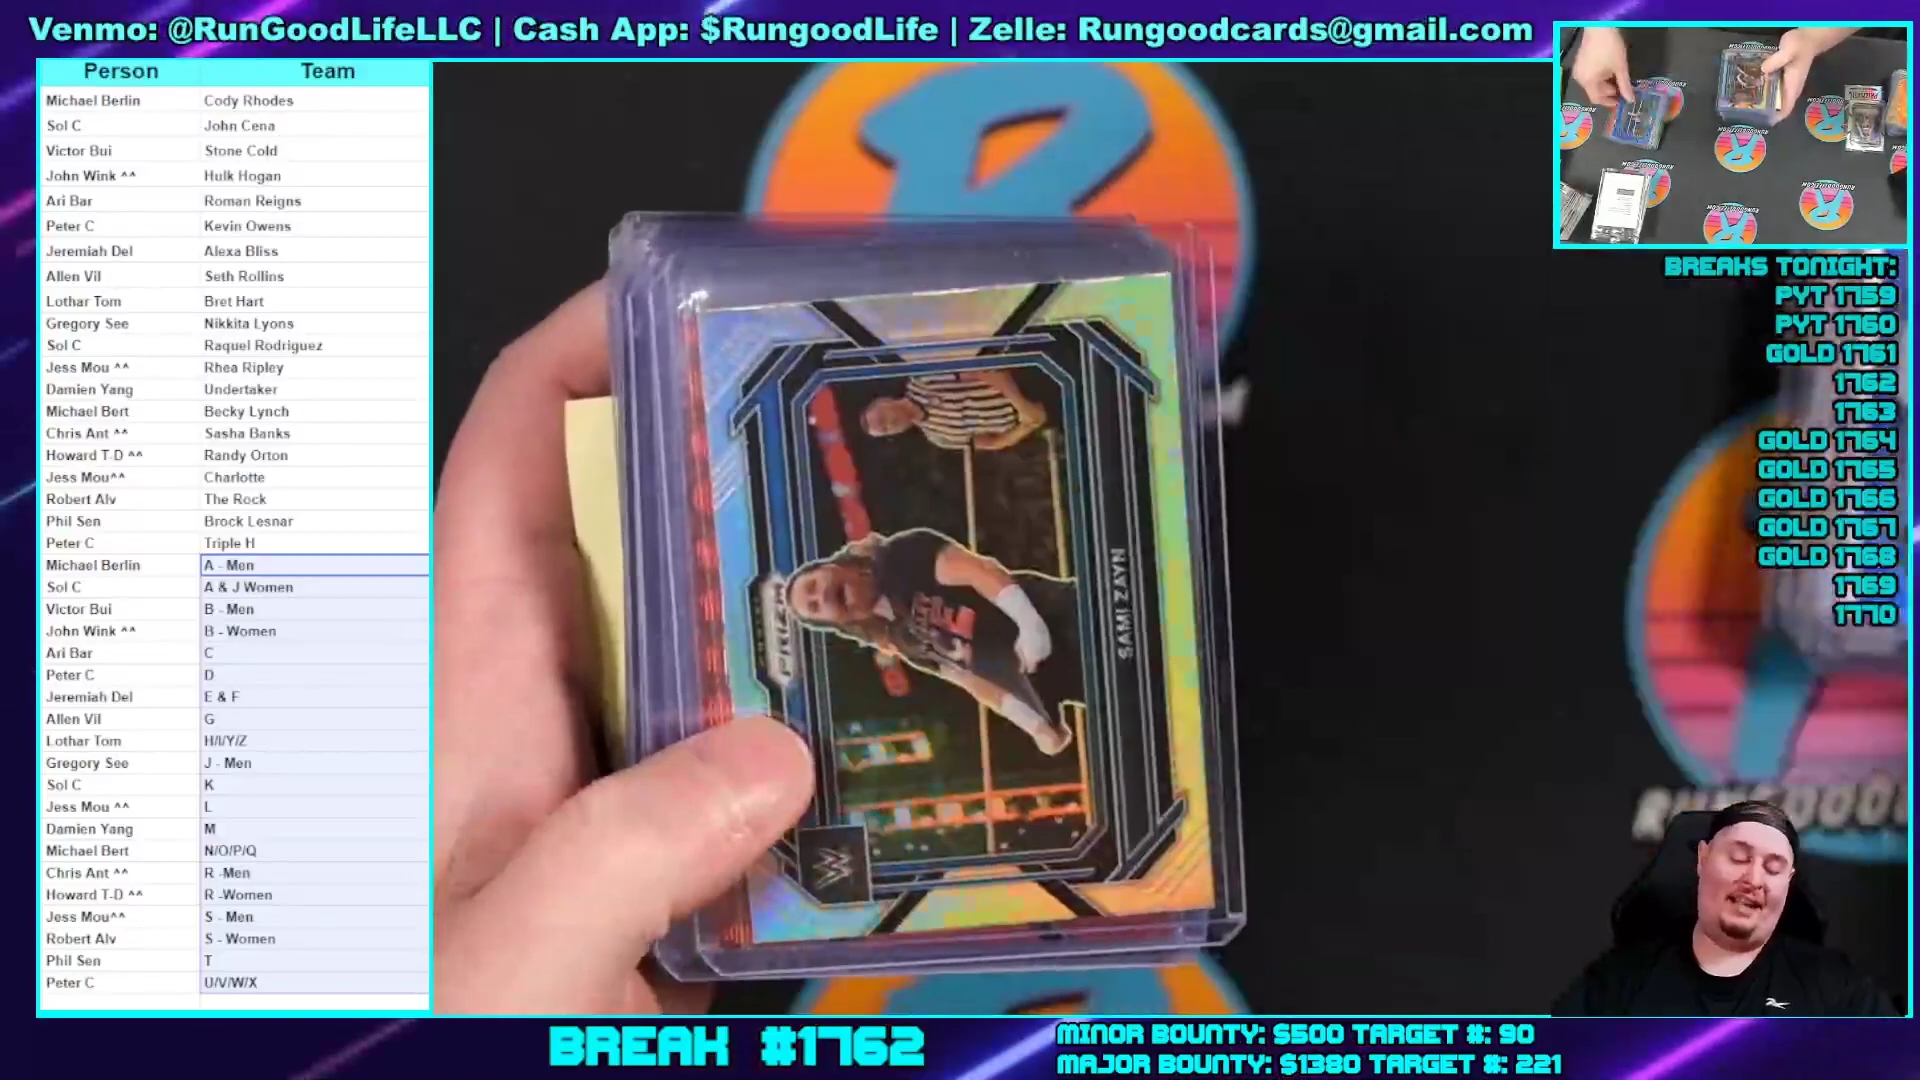 Venmo: @RunGoodLifeLLC | Cash App: $RungoodLife | Zelle: Rungoodcards@gmail.com
Person Team
Michael Berlin Cody Rhodes
Sol C John Cena
Victor Bui Stone Cold
John Wink ^^ Hulk Hogan
Ari Bar Roman Reigns
Peter C Kevin Owens
Jeremiah Del Alexa Bliss
Allen Vil Seth Rollins
Lothar Tom Bret Hart
Gregory See Nikkita Lyons
Sol C Raquel Rodriguez
Jess Mou ^^ Rhea Ripley
Damien Yang Undertaker
Michael Bert Becky Lynch
Chris Ant ^^ Sasha Banks
Howard T-D ^^ Randy Orton
Jess Mou^^ Charlotte
Robert Alv The Rock
Phil Sen Brock Lesnar
Peter C Triple H
Michael Berlin A - Men
Sol C A & J Women
Victor Bui B - Men
John Wink ^^ B - Women
Ari Bar C
Peter C D
Jeremiah Del E & F
Allen Vil G
Lothar Tom H/I/Y/Z
Gregory See J - Men
Sol C K
Jess Mou ^^ L
Damien Yang M
Michael Bert N/O/P/Q
Chris Ant ^^ R -Men
Howard T-D ^^ R -Women
Jess Mou^^ S - Men
Robert Alv S - Women
Phil Sen T
Peter C U/V/W/X
PRIZM
SAMI ZAYN
W
BREAKS TONIGHT:
PYT 1759
PYT 1760
GOLD 1761
1762
1763
GOLD 1764
GOLD 1765
GOLD 1766
GOLD 1767
GOLD 1768
1769
1770
BREAK #1762
MINOR BOUNTY: $500 TARGET #: 90
MAJOR BOUNTY: $1380 TARGET #: 221